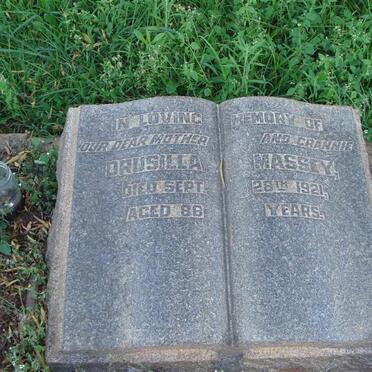 IN LOVING MEMORY OF
OUR DEAR MOTHER AND GRANNIE
DRUSILLA MASSEY,
DIED SEPT. 28TH 1921,
AGED 88 YEARS.